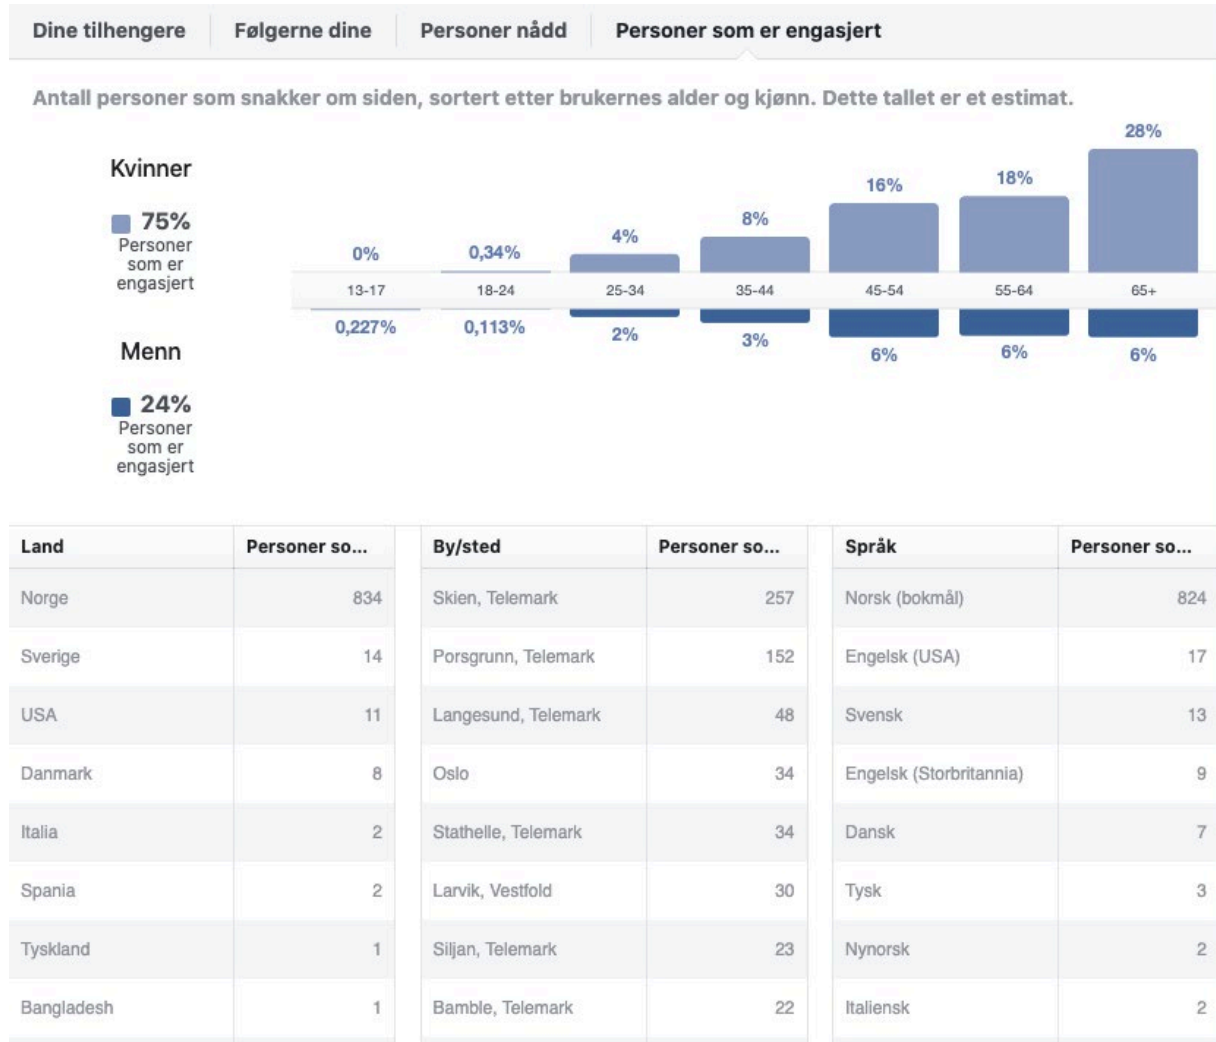 Dine tilhengere Følgerne dine Personer nådd Personer som er engasjert
Antall personer som snakker om siden, sortert etter brukernes alder og kjønn. Dette tallet er et estimat.
Kvinner
75%
Personer
som er
engasjert
0% 0,34% 4% 8% 16% 18% 28%
13-17 18-24 25-34 35-44 45-54 55-64 65+
0,227% 0,113% 2% 3% 6% 6% 6%
Menn
24%
Personer
som er
engasjert
Land Personer so... By/sted Personer so... Språk Personer so...
Norge 834 Skien, Telemark 257 Norsk (bokmål) 824
Sverige 14 Porsgrunn, Telemark 152 Engelsk (USA) 17
USA 11 Langesund, Telemark 48 Svensk 13
Danmark 8 Oslo 34 Engelsk (Storbritannia) 9
Italia 2 Stathelle, Telemark 34 Dansk 7
Spania 2 Larvik, Vestfold 30 Tysk 3
Tyskland 1 Siljan, Telemark 23 Nynorsk 2
Bangladesh 1 Bamble, Telemark 22 Italiensk 2